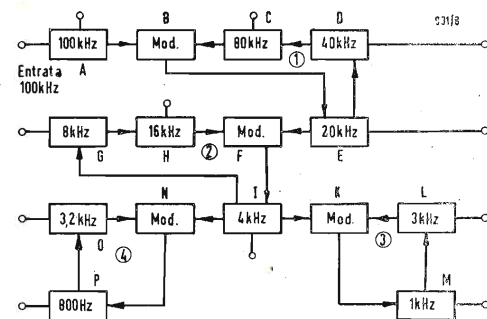 B C D 931/8
100kHz Mod. 80kHz 40kHz
Entrata A ①
100kHz
8kHz 16kHz Mod. 20kHz
G H ② F E
N I K L
3,2kHz Mod. 4kHz Mod. 3kHz
O ④ ③
P M
800Hz 1kHz